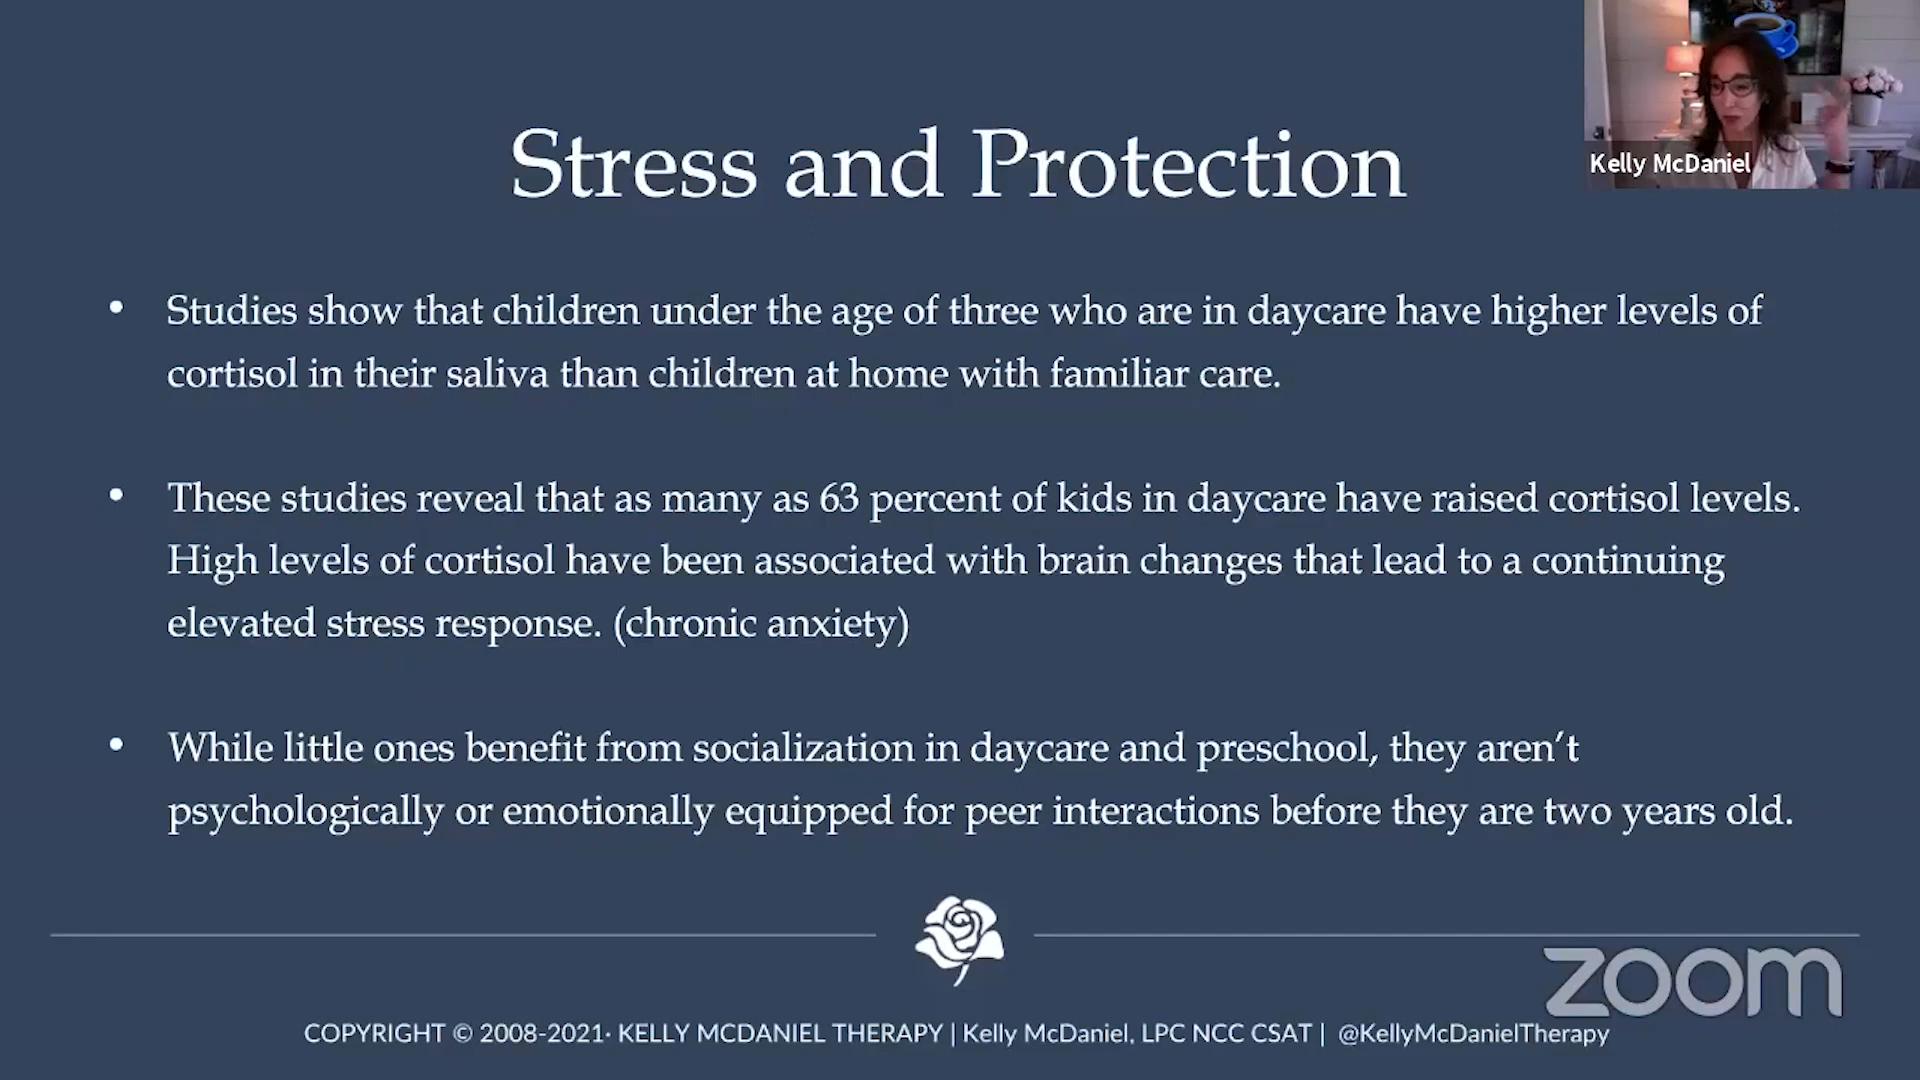 Kelly McDaniel
Stress and Protection
• Studies show that children under the age of three who are in daycare have higher levels of
cortisol in their saliva than children at home with familiar care.
• These studies reveal that as many as 63 percent of kids in daycare have raised cortisol levels.
High levels of cortisol have been associated with brain changes that lead to a continuing
elevated stress response. (chronic anxiety)
• While little ones benefit from socialization in daycare and preschool, they aren’t
psychologically or emotionally equipped for peer interactions before they are two years old.
zoom
COPYRIGHT © 2008-2021· KELLY MCDANIEL THERAPY | Kelly McDaniel, LPC NCC CSAT | @KellyMcDanielTherapy